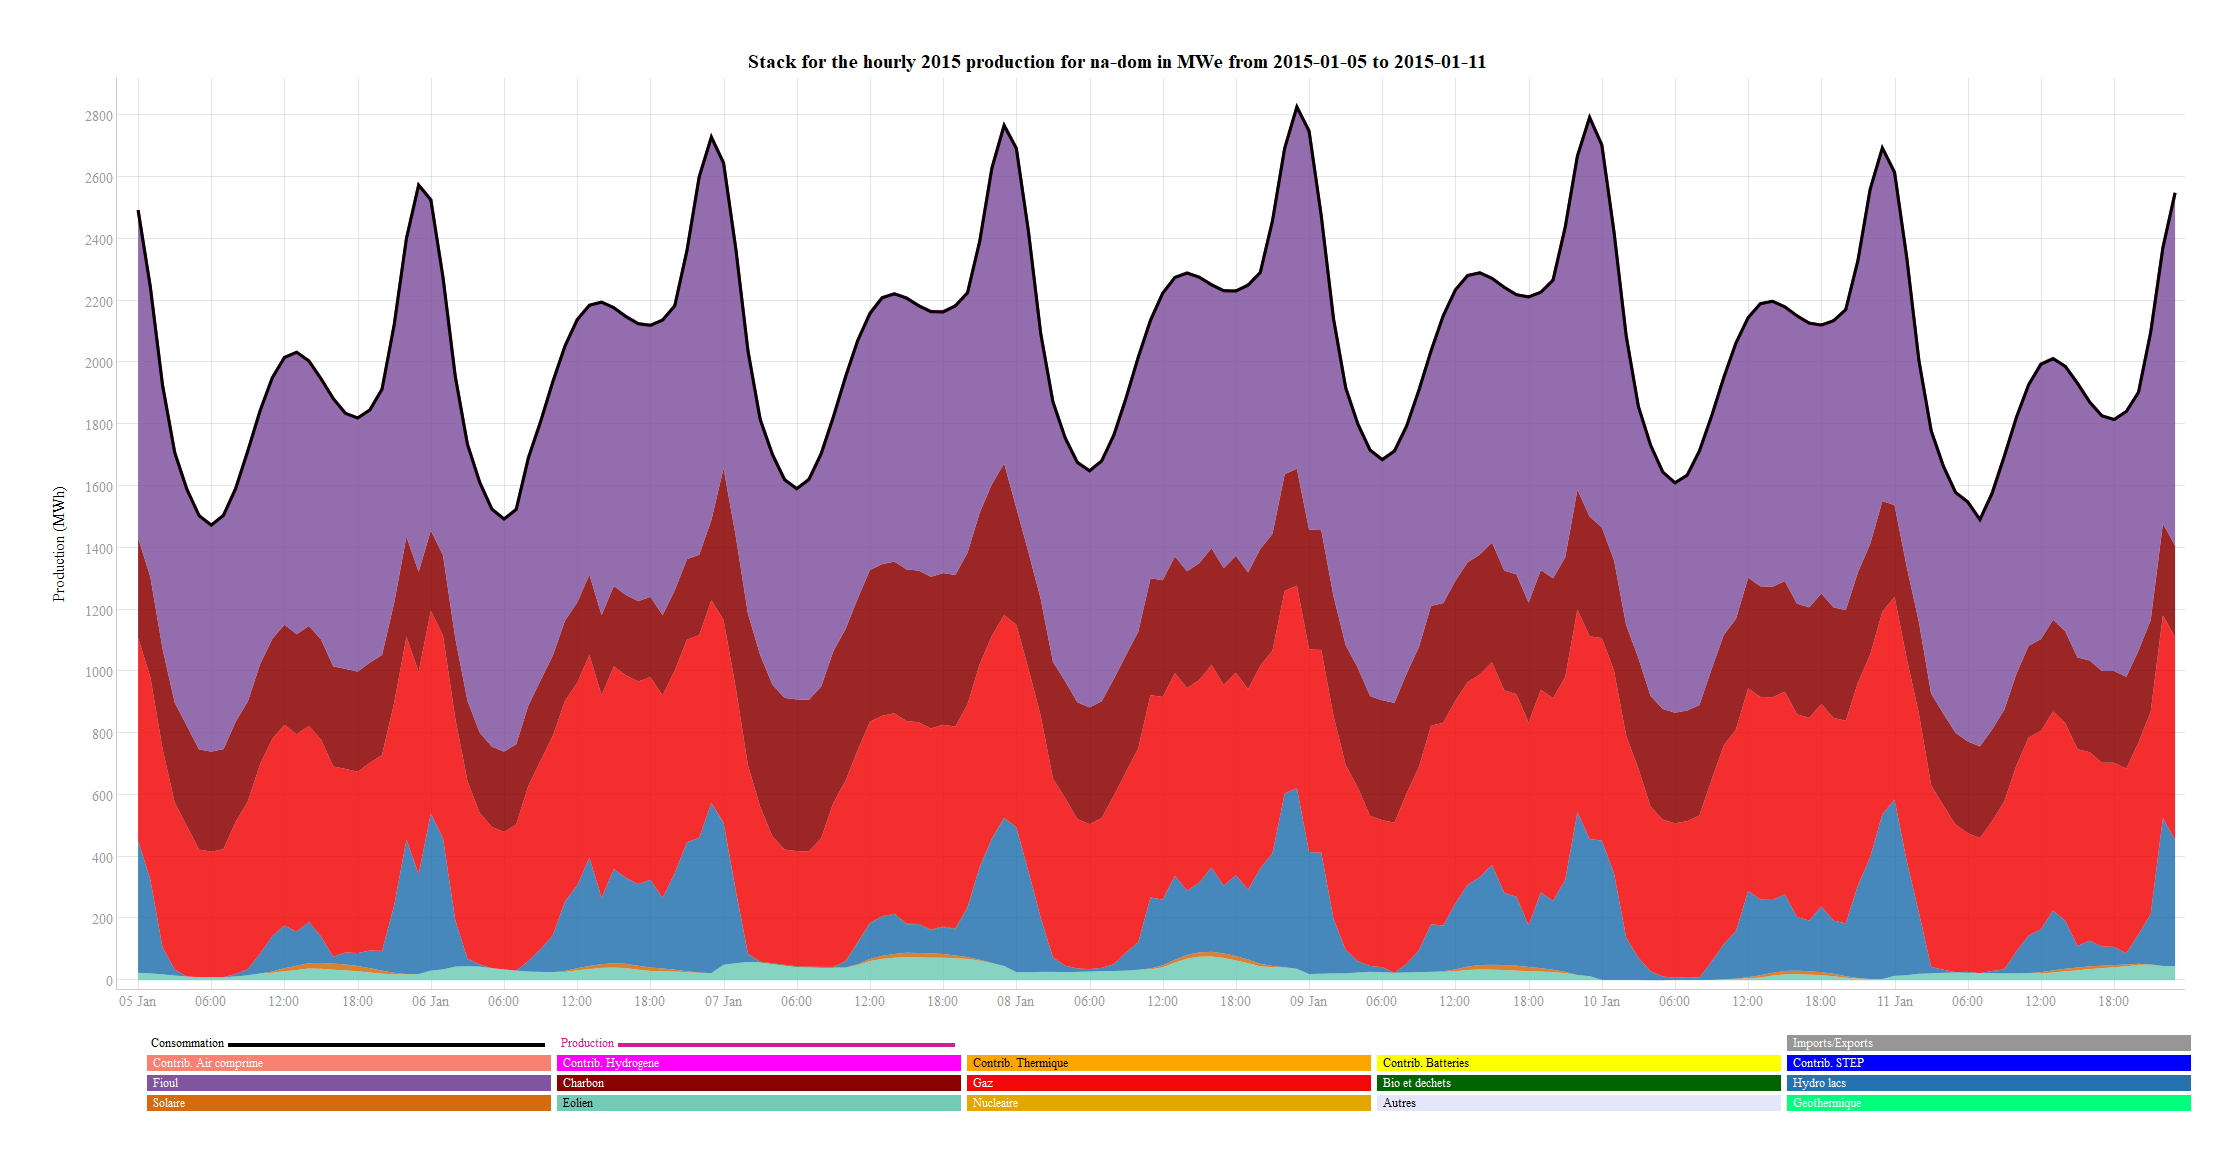 Stack for the hourly 2015 production for na-dom in MWe from 2015-01-05 to 2015-01-11
Production (MWh)
2800
2600
2400
2200
2000
1800
1600
1400
1200
1000
800
600
400
200
0
05 Jan 06:00 12:00 18:00 06 Jan 06:00 12:00 18:00 07 Jan 06:00 12:00 18:00 08 Jan 06:00 12:00 18:00 09 Jan 06:00 12:00 18:00 10 Jan 06:00 12:00 18:00 11 Jan 06:00 12:00 18:00
Consommation Production Imports/Exports
Contrib. Air comprime Contrib. Hydrogene Contrib. Thermique Contrib. Batteries Contrib. STEP
Fioul Charbon Gaz Bio et dechets Hydro lacs
Solaire Eolien Nucleaire Autres Geothermique